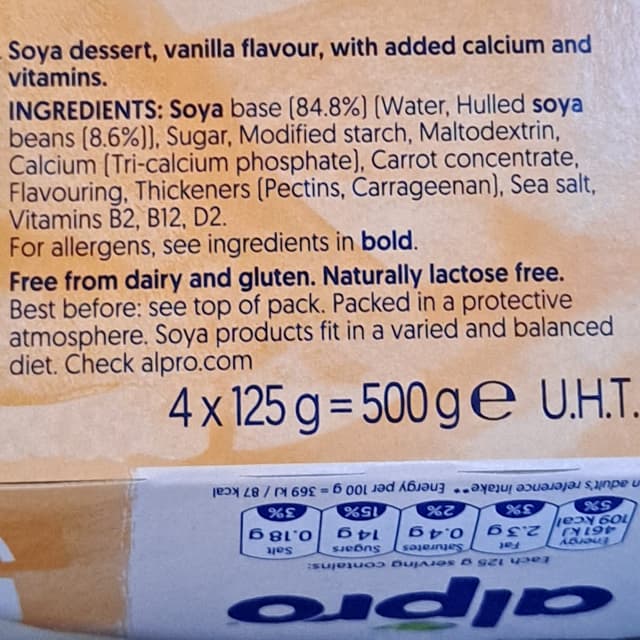 Soya dessert, vanilla flavour, with added calcium and
vitamins.
INGREDIENTS: Soya base (84.8%) (Water, Hulled soya
beans (8.6%)), Sugar, Modified starch, Maltodextrin,
Calcium (Tri-calcium phosphate), Carrot concentrate,
Flavouring, Thickeners (Pectins, Carrageenan), Sea salt,
Vitamins B2, B12, D2.
For allergens, see ingredients in bold.
Free from dairy and gluten. Naturally lactose free.
Best before: see top of pack. Packed in a protective
atmosphere. Soya products fit in a varied and balanced
diet. Check alpro.com
4 x 125 g = 500 g e U.H.T.
alpro
Each 125 g serving contains:
Energy Fat Saturates Sugars Salt
461 kJ 2.3 g 0.4 g 14 g 0.18 g
109 kcal
5% 3% 2% 15% 3%
adult's reference intake**. Energy per 100 g = 369 kJ / 87 kcal